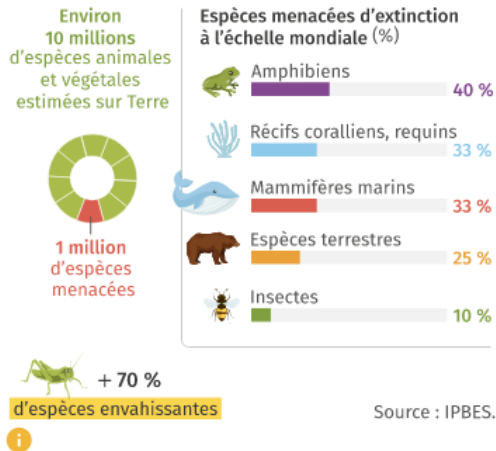 Environ
10 millions
d'espèces animales
et végétales
estimées sur Terre
1 million
d'espèces
menacées
Espèces menacées d'extinction
à l'échelle mondiale (%)
Amphibiens
40 %
Récifs coralliens, requins
33 %
Mammifères marins
33 %
Espèces terrestres
25 %
Insectes
10 %
+ 70 %
d'espèces envahissantes
Source : IPBES.
i